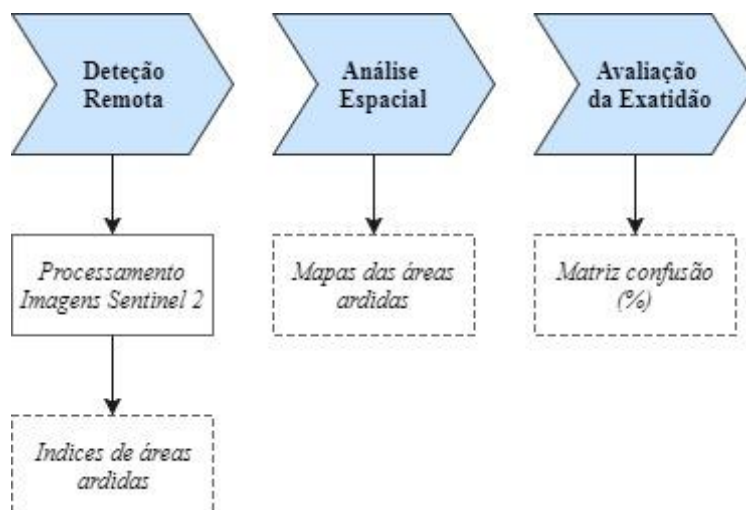 Deteção
Remota
Análise
Espacial
Avaliação
da Exatidão
Processamento
Imagens Sentinel 2
Mapas das áreas
ardidas
Matriz confusão
(%)
Indices de áreas
ardidas